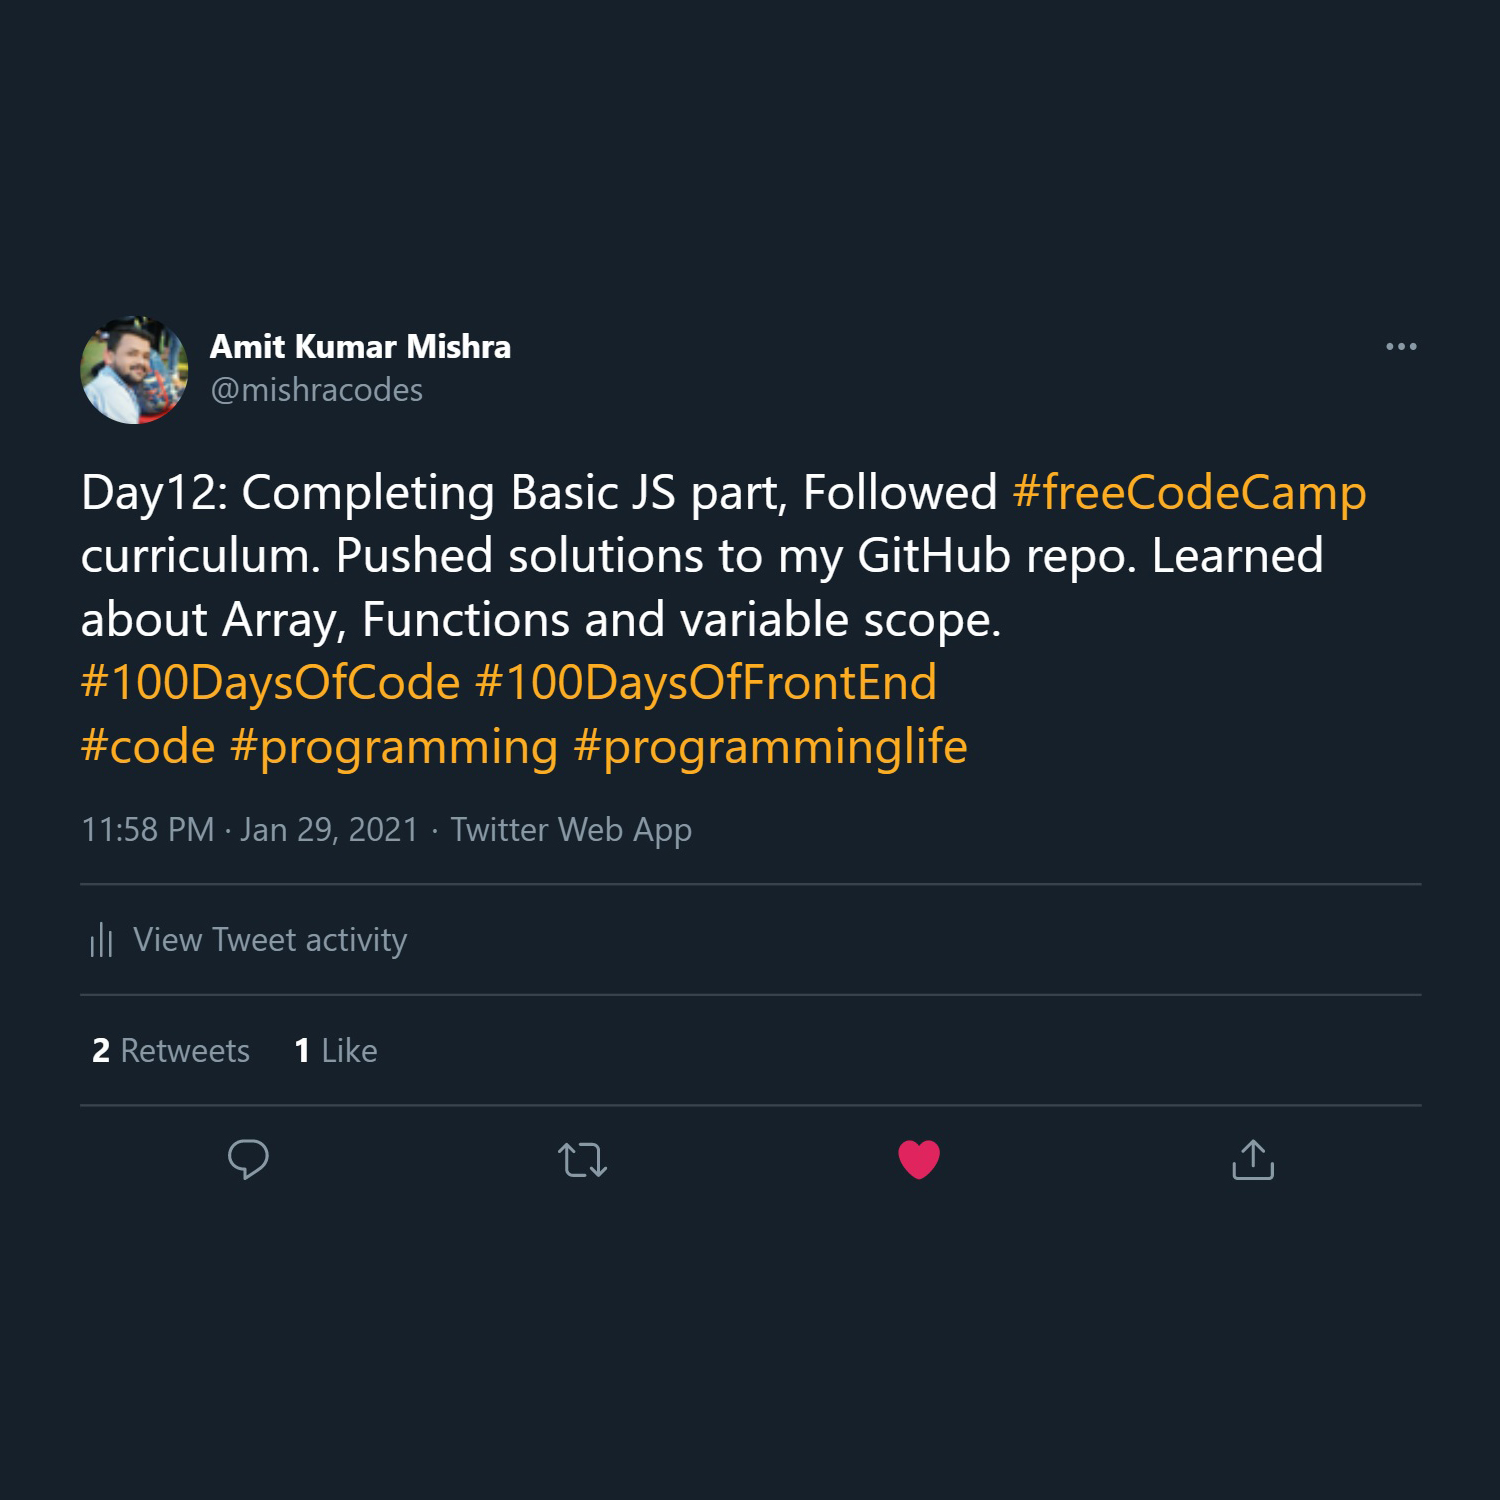 Amit Kumar Mishra
@mishracodes
Day12: Completing Basic JS part, Followed #freeCodeCamp
curriculum. Pushed solutions to my GitHub repo. Learned
about Array, Functions and variable scope.
#100DaysOfCode #100DaysOfFrontEnd
#code #programming #programminglife
11:58 PM · Jan 29, 2021 · Twitter Web App
View Tweet activity
2 Retweets 1 Like